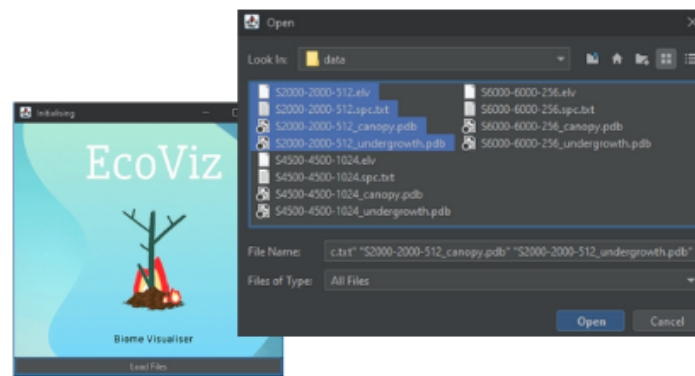 Initialising
EcoViz
Biome Visualiser
Load Files
Open
Look In: data
S2000-2000-512.elv
S2000-2000-512.spc.txt
S2000-2000-512_canopy.pdb
S2000-2000-512_undergrowth.pdb
S4500-4500-1024.elv
S4500-4500-1024.spc.txt
S4500-4500-1024_canopy.pdb
S4500-4500-1024_undergrowth.pdb
S6000-6000-256.elv
S6000-6000-256.spc.txt
S6000-6000-256_canopy.pdb
S6000-6000-256_undergrowth.pdb
File Name: c.txt" "S2000-2000-512_canopy.pdb" "S2000-2000-512_undergrowth.pdb"
Files of Type: All Files
Open Cancel